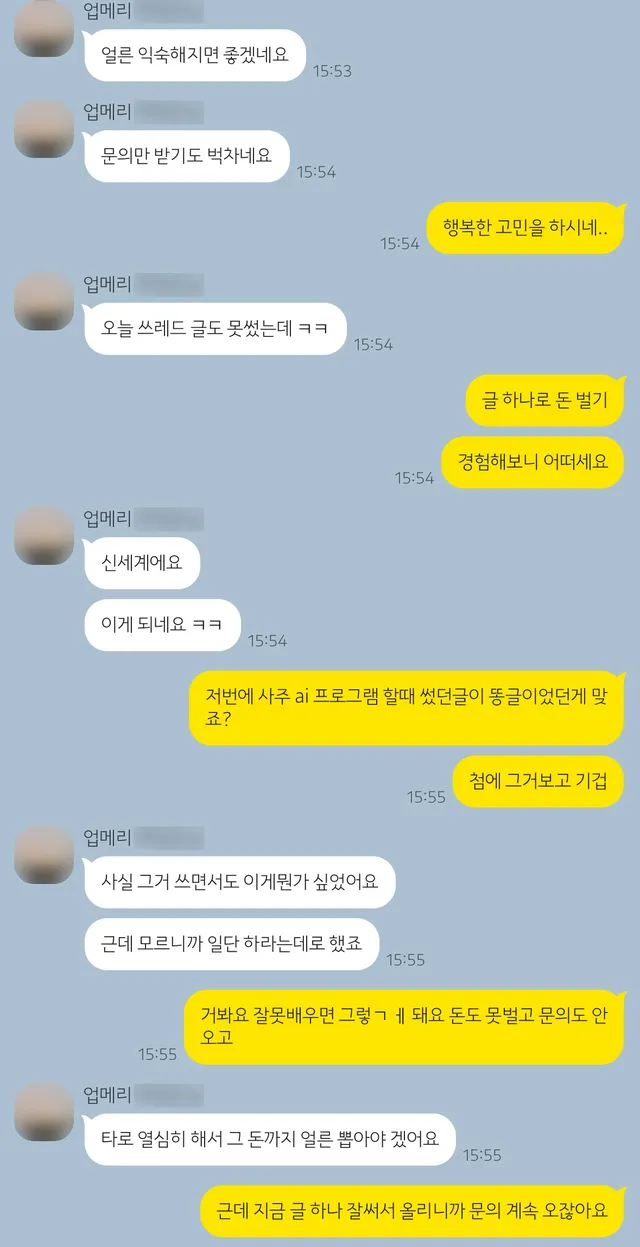 업메리
얼른 익숙해지면 좋겠네요
15:53
업메리
문의만 받기도 벅차네요
15:54
행복한 고민을 하시네..
15:54
업메리
오늘 쓰레드 글도 못썼는데 ㅋㅋ
15:54
글 하나로 돈 벌기
경험해보니 어떠세요
15:54
업메리
신세계에요
이게 되네요 ㅋㅋ
15:54
저번에 사주 ai 프로그램 할때 썼던글이 똥글이었던게 맞
죠?
첨에 그거보고 기겁
15:55
업메리
사실 그거 쓰면서도 이게뭔가 싶었어요
근데 모르니까 일단 하라는데로 했죠
15:55
거봐요 잘못배우면 그렇ㄱ ㅔ 돼요 돈도 못벌고 문의도 안
오고
15:55
업메리
타로 열심히 해서 그 돈까지 얼른 뽑아야 겠어요
15:55
근데 지금 글 하나 잘써서 올리니까 문의 계속 오잖아요